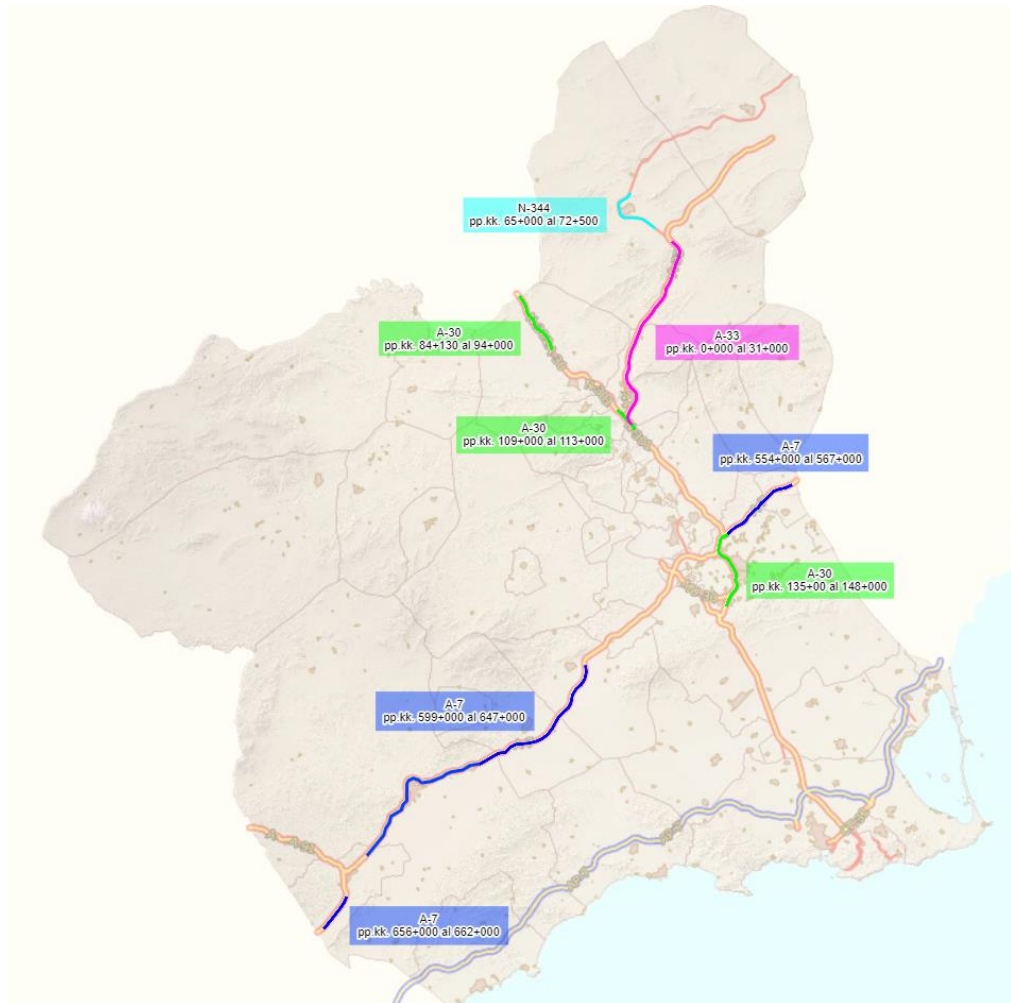 N-344
pp.kk. 65+000 al 72+500
A-30
pp.kk. 84+130 al 94+000
A-33
pp.kk. 0+000 al 31+000
A-30
pp.kk. 109+000 al 113+000
A-7
pp.kk. 554+000 al 567+000
A-30
pp.kk. 135+00 al 148+000
A-7
pp.kk. 599+000 al 647+000
A-7
pp.kk. 656+000 al 662+000